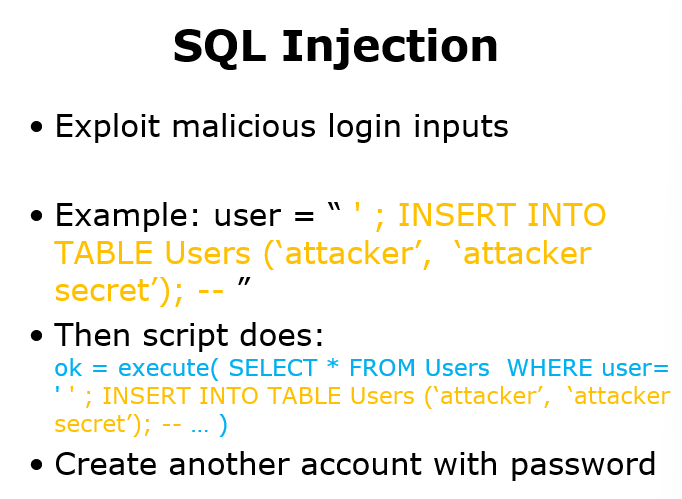 SQL Injection
• Exploit malicious login inputs
• Example: user = “ ' ; INSERT INTO
TABLE Users (‘attacker’,  ‘attacker
secret’); -- ”
• Then script does:
ok = execute( SELECT * FROM Users  WHERE user=
' ' ; INSERT INTO TABLE Users (‘attacker’,  ‘attacker
secret’); -- … )
• Create another account with password